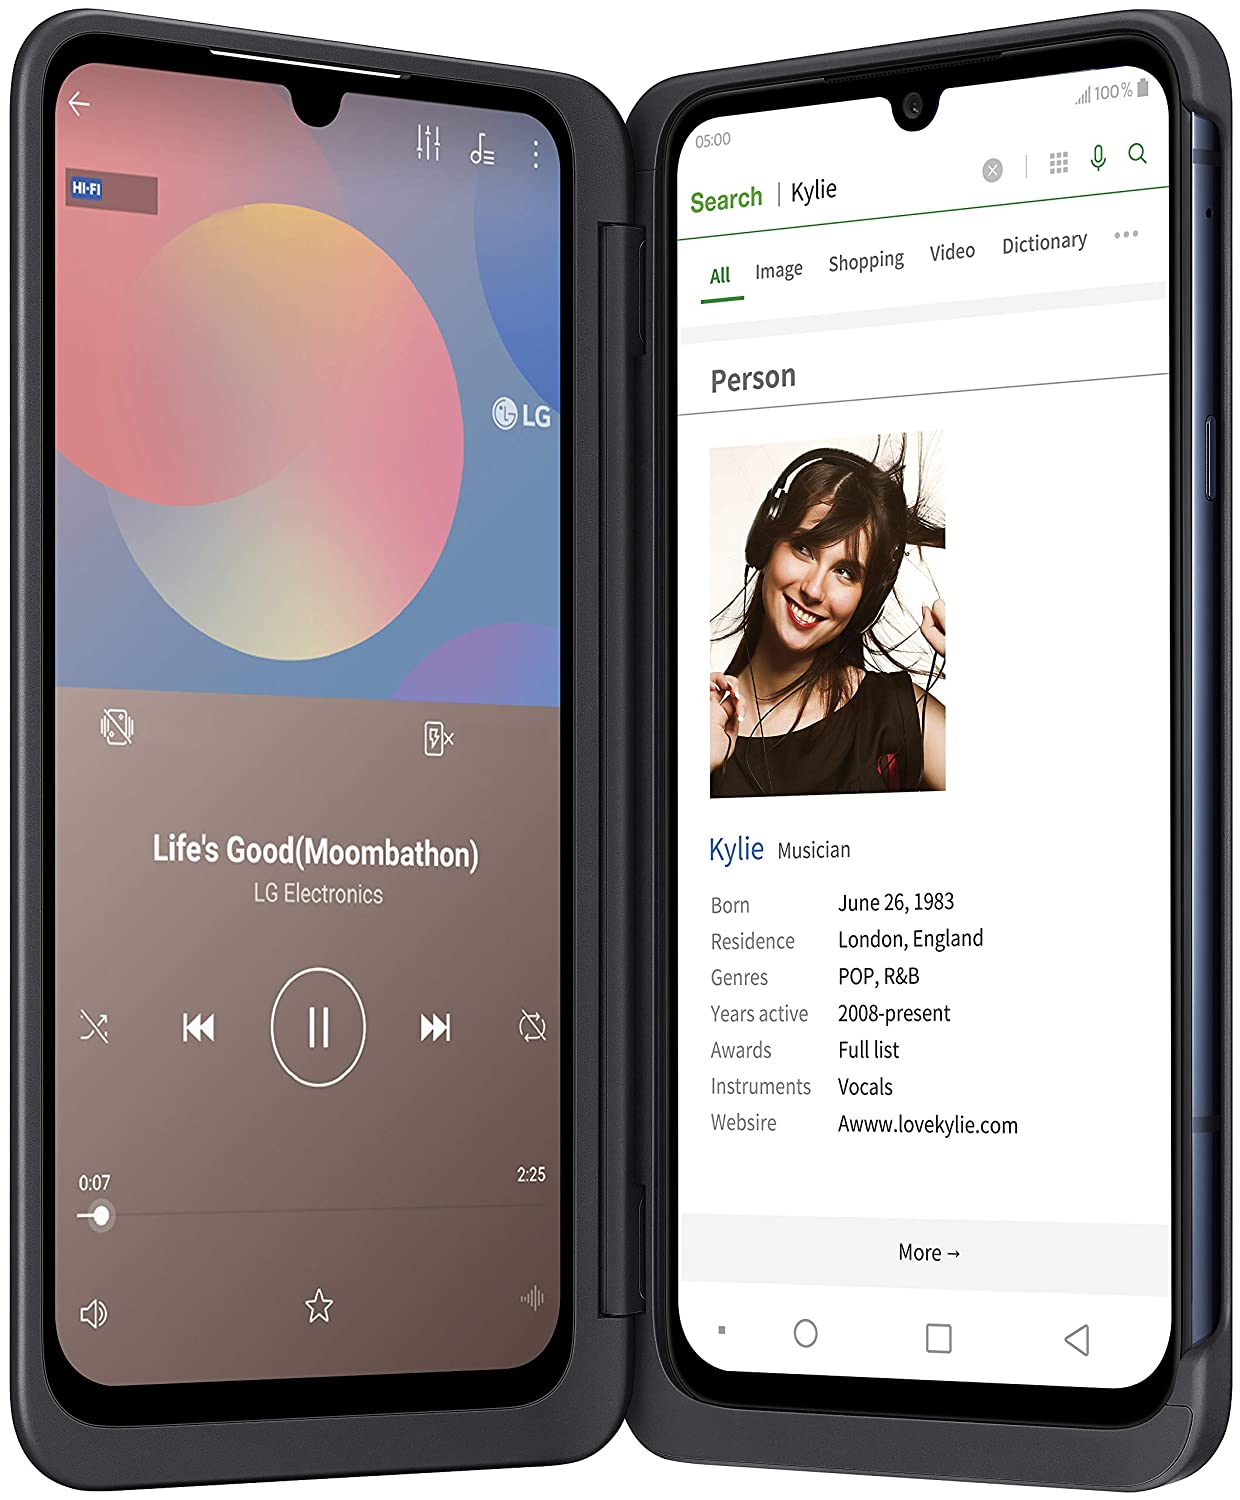 HI-FI
LG
Life's Good(Moombathon)
LG Electronics
0:07
2:25
05:00
100%
Search | Kylie
All Image Shopping Video Dictionary
Person
Kylie Musician
Born June 26, 1983
Residence London, England
Genres POP, R&B
Years active 2008-present
Awards Full list
Instruments Vocals
Websire Awww.lovekylie.com
More →